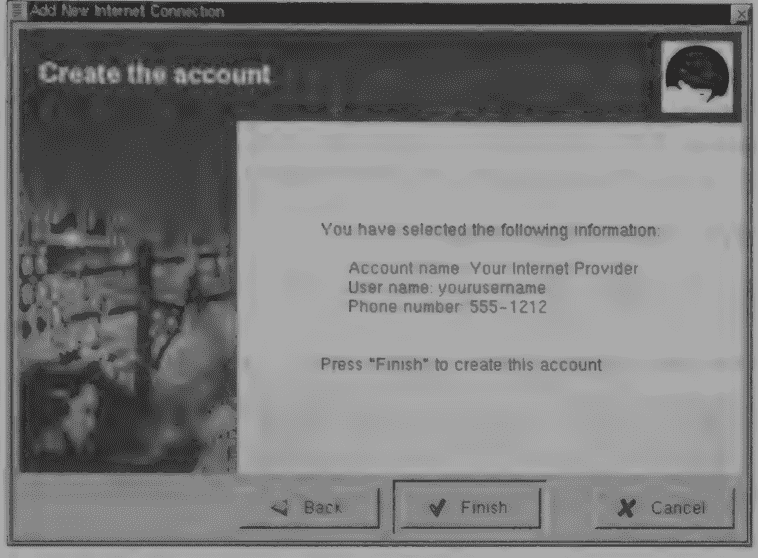 Add New Internet Connection
Create the account
You have selected the following information:
Account name Your Internet Provider
User name: yourusername
Phone number 555-1212
Press "Finish" to create this account
Back
Finish
Cancel